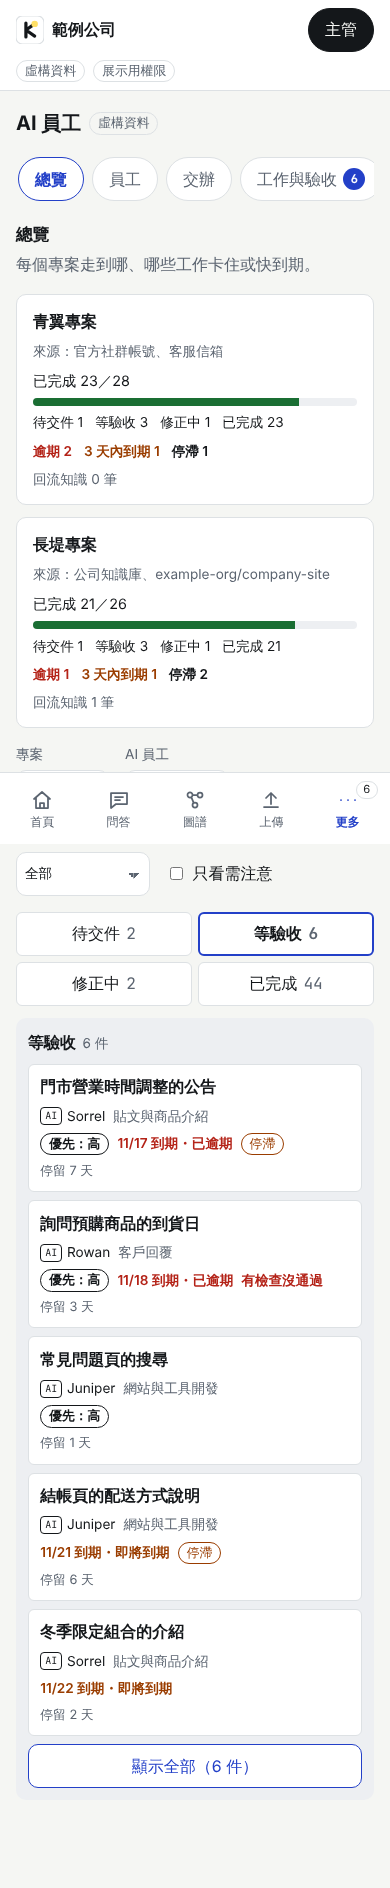 範例公司
主管
虛構資料 展示用權限
AI 員工 虛構資料
總覽 員工 交辦 工作與驗收 6
總覽
每個專案走到哪、哪些工作卡住或快到期。
青翼專案
來源：官方社群帳號、客服信箱
已完成 23／28
待交件 1 等驗收 3 修正中 1 已完成 23
逾期 2 3 天內到期 1 停滯 1
回流知識 0 筆
長堤專案
來源：公司知識庫、example-org/company-site
已完成 21／26
待交件 1 等驗收 3 修正中 1 已完成 21
逾期 1 3 天內到期 1 停滯 2
回流知識 1 筆
專案 AI 員工
6
首頁 問答 圖譜 上傳 更多
全部 只看需注意
待交件 2 等驗收 6
修正中 2 已完成 44
等驗收 6 件
門市營業時間調整的公告
AI Sorrel 貼文與商品介紹
優先：高 11/17 到期・已逾期 停滯
停留 7 天
詢問預購商品的到貨日
AI Rowan 客戶回覆
優先：高 11/18 到期・已逾期 有檢查沒通過
停留 3 天
常見問題頁的搜尋
AI Juniper 網站與工具開發
優先：高
停留 1 天
結帳頁的配送方式說明
AI Juniper 網站與工具開發
11/21 到期・即將到期 停滯
停留 6 天
冬季限定組合的介紹
AI Sorrel 貼文與商品介紹
11/22 到期・即將到期
停留 2 天
顯示全部（6 件）